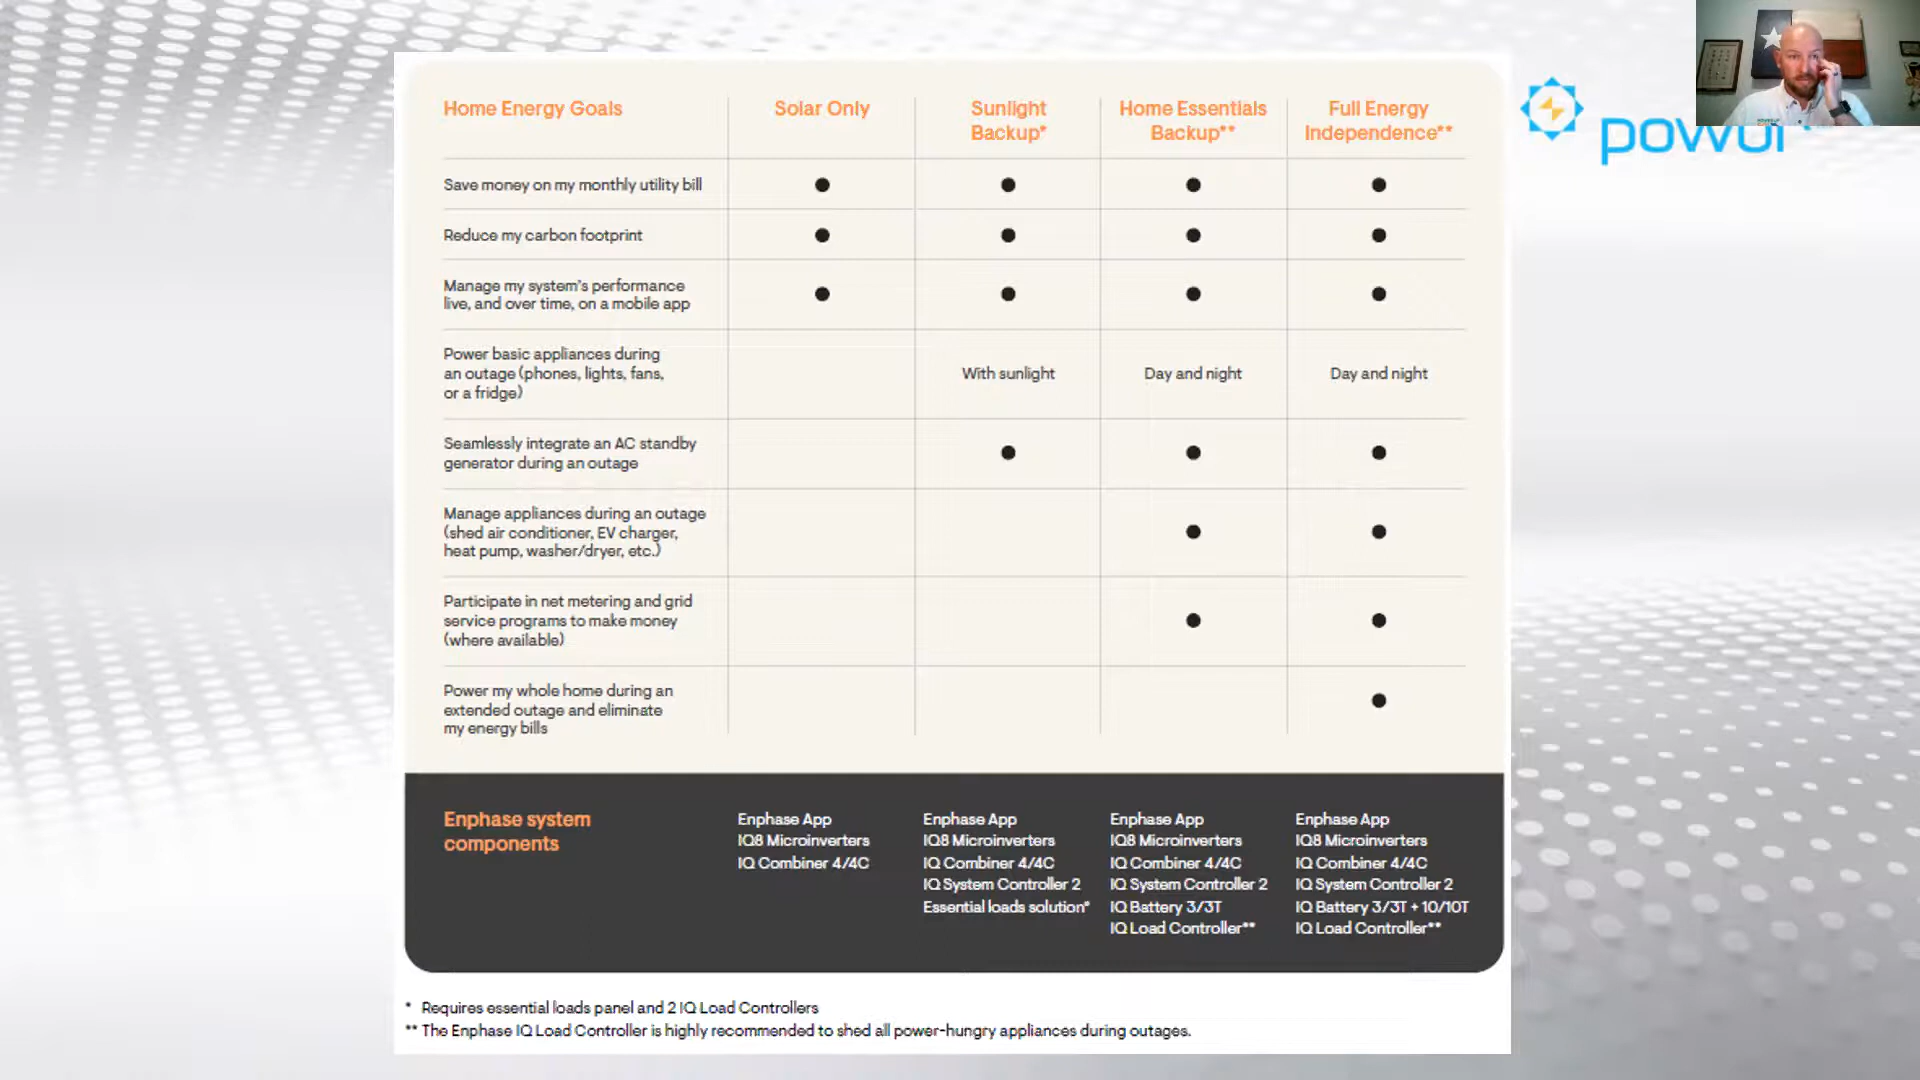 Home Energy Goals
Solar Only
Sunlight
Backup*
Home Essentials
Backup**
Full Energy
Independence**
Save money on my monthly utility bill
Reduce my carbon footprint
Manage my system's performance
live, and over time, on a mobile app
Power basic appliances during
an outage (phones, lights, fans,
or a fridge)
With sunlight
Day and night
Day and night
Seamlessly integrate an AC standby
generator during an outage
Manage appliances during an outage
(shed air conditioner, EV charger,
heat pump, washer/dryer, etc.)
Participate in net metering and grid
service programs to make money
(where available)
Power my whole home during an
extended outage and eliminate
my energy bills
Enphase system
components
Enphase App
IQ8 Microinverters
IQ Combiner 4/4C
Enphase App
IQ8 Microinverters
IQ Combiner 4/4C
IQ System Controller 2
Essential loads solution*
Enphase App
IQ8 Microinverters
IQ Combiner 4/4C
IQ System Controller 2
IQ Battery 3/3T
IQ Load Controller**
Enphase App
IQ8 Microinverters
IQ Combiner 4/4C
IQ System Controller 2
IQ Battery 3/3T + 10/10T
IQ Load Controller**
* Requires essential loads panel and 2 IQ Load Controllers
** The Enphase IQ Load Controller is highly recommended to shed all power-hungry appliances during outages.